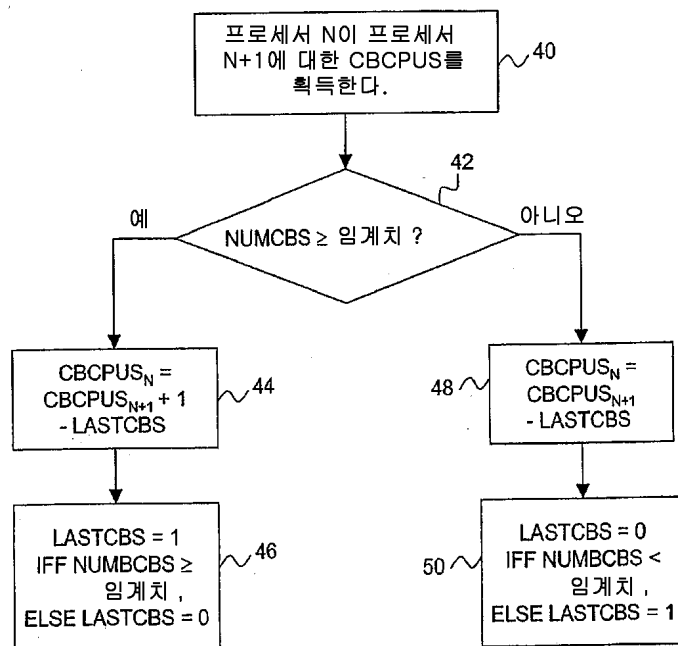 프로세서 N이 프로세서
N+1에 대한 CBCPUS를
획득한다.
40
42
예
아니오
NUMCBS ≥ 임계치 ?
CBCPUS_N =
CBCPUS_N+1 + 1
- LASTCBS
44
48
CBCPUS_N =
CBCPUS_N+1
- LASTCBS
LASTCBS = 1
IFF NUMBCBS ≥
임계치 ,
ELSE LASTCBS = 0
46
50
LASTCBS = 0
IFF NUMBCBS <
임계치 ,
ELSE LASTCBS = 1